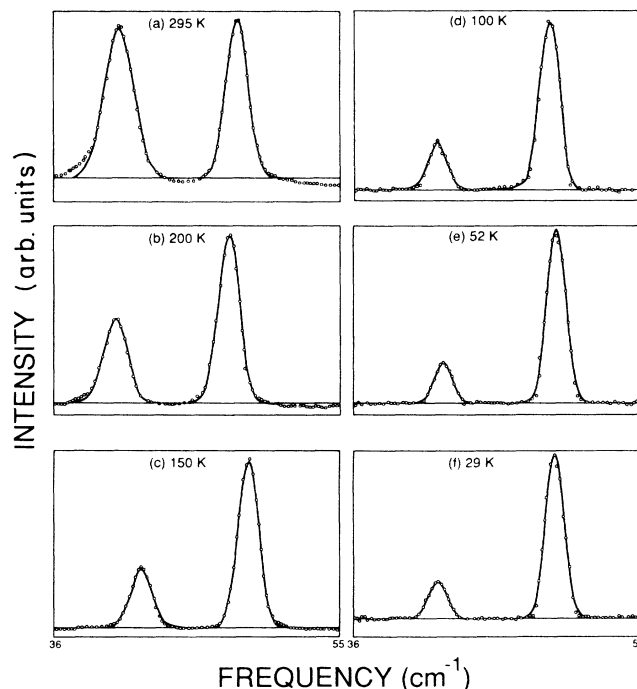 (a) 295 K
(d) 100 K
(b) 200 K
(e) 52 K
(c) 150 K
(f) 29 K
INTENSITY (arb. units)
36
55
36
FREQUENCY (cm-1)